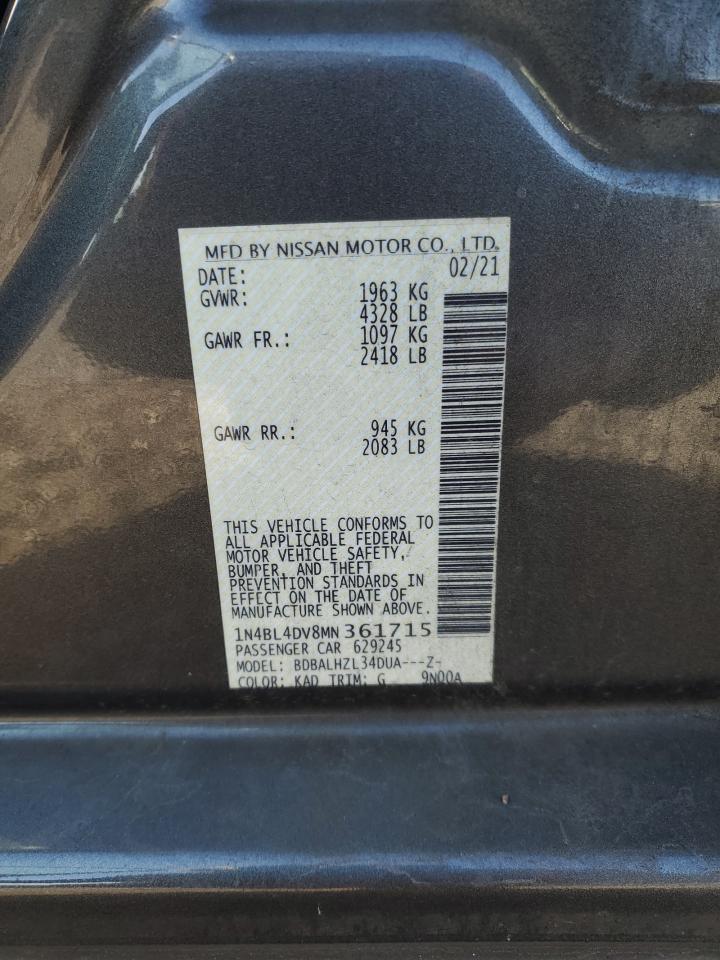 MFD BY NISSAN MOTOR CO., LTD.
DATE: 02/21
GVWR: 1963 KG
4328 LB
GAWR FR.: 1097 KG
2418 LB
GAWR RR.: 945 KG
2083 LB
THIS VEHICLE CONFORMS TO
ALL APPLICABLE FEDERAL
MOTOR VEHICLE SAFETY,
BUMPER, AND THEFT
PREVENTION STANDARDS IN
EFFECT ON THE DATE OF
MANUFACTURE SHOWN ABOVE.
1N4BL4DV8MN361715
PASSENGER CAR 629245
MODEL: BDBALHZL34DUA---Z-
COLOR: KAD TRIM: G 9N00A